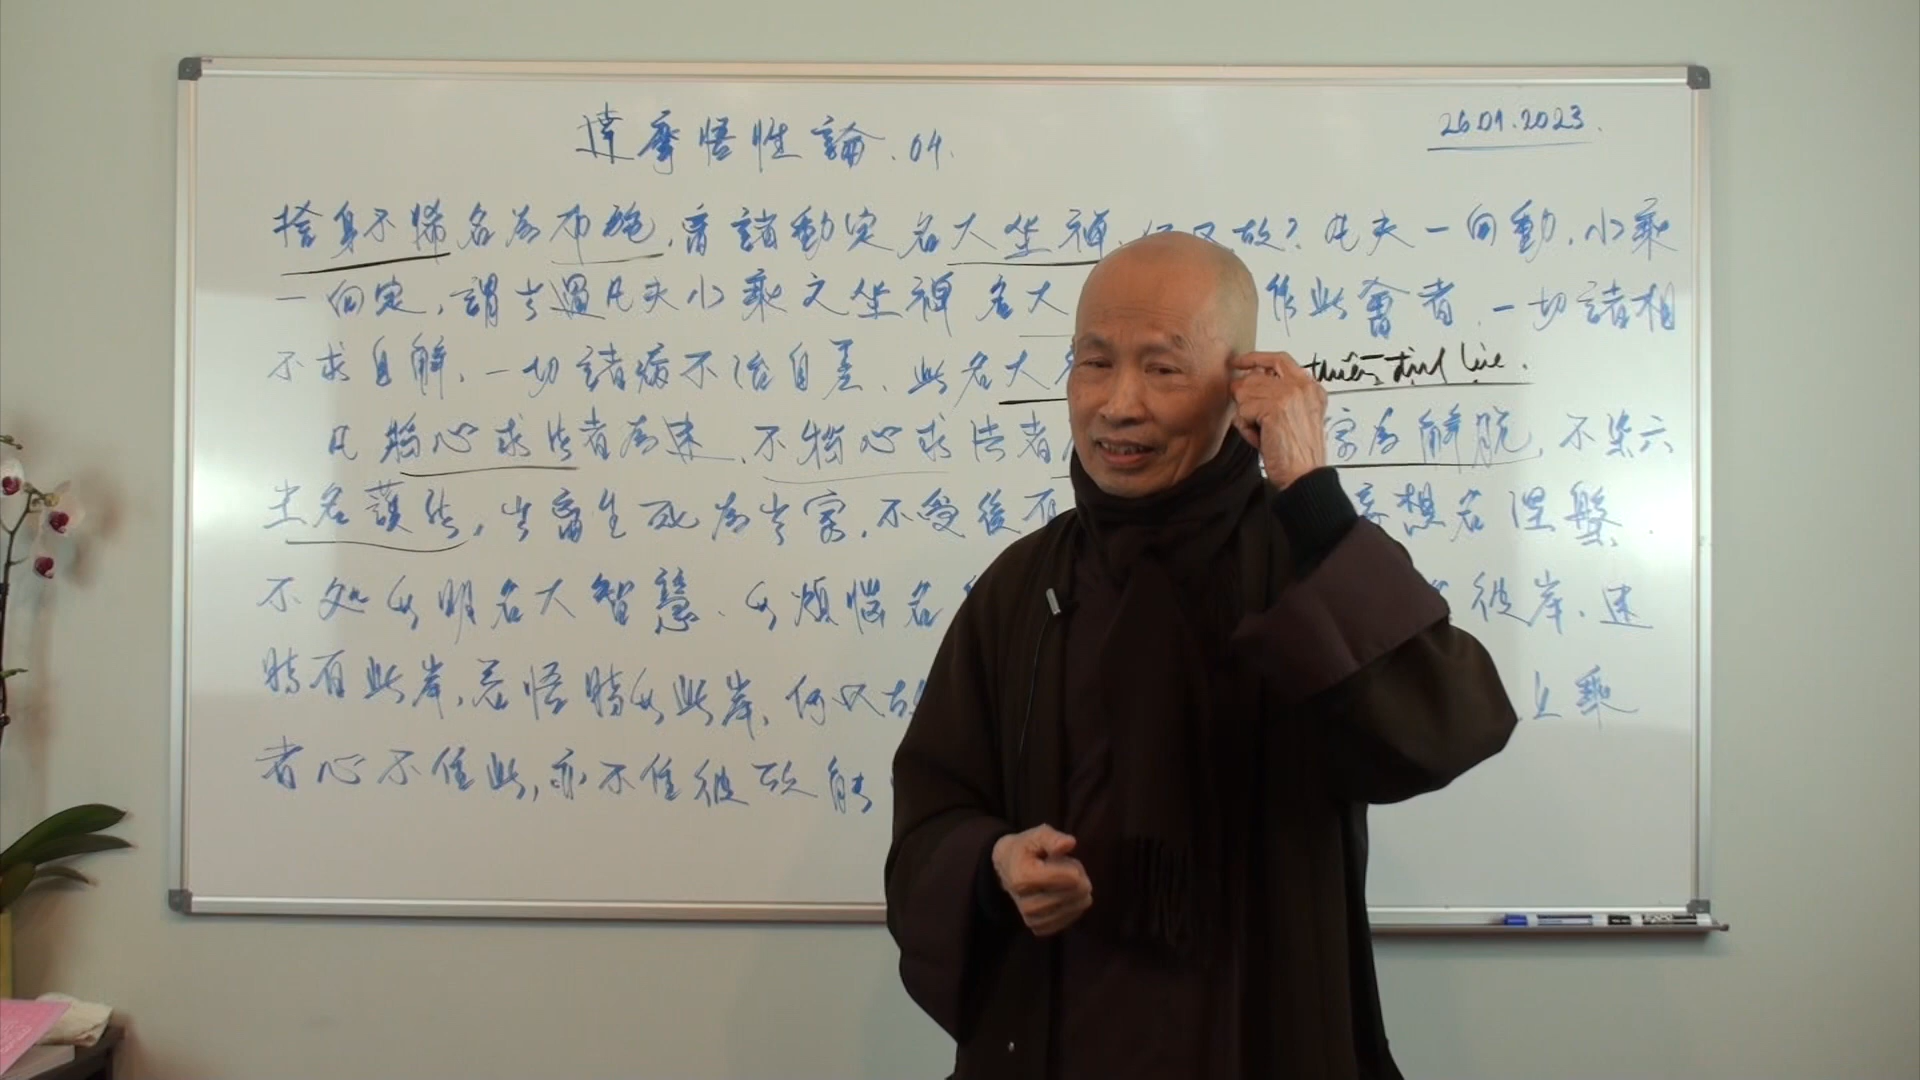 達摩悟性論.04.
26.01.2023.
捨身不悋名為布施,離諸動定名大坐禪,何以故?凡夫一向動,小乘
一向定,謂出過凡夫小乘之坐禪名大 作此會者,一切諸相
不求自解,一切諸病不治自差,此名大 thiền định lực.
凡將心求法者為迷,不將心求法者 字為解脫,不染六
尘名護法,出離生死為出家,不受後有 妄想名涅槃.
不処無明名大智慧,無煩惱名 彼岸,迷
時有此岸,若悟時無此岸,何以故 上乘
者心不住此,亦不住彼故能